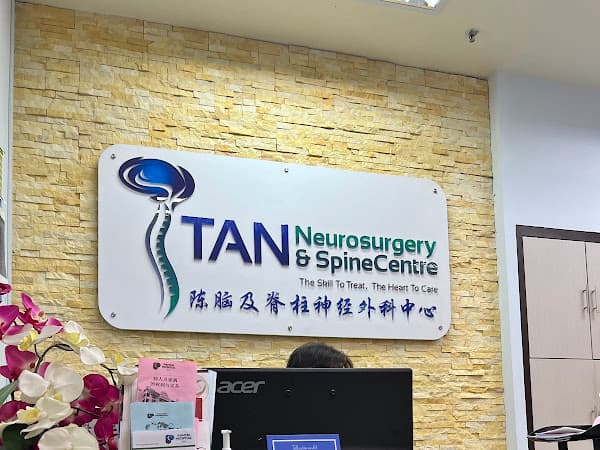 TAN
Neurosurgery
& SpineCentre
The Skill To Treat, The Heart To Care
陈脑及脊柱神经外科中心
acer